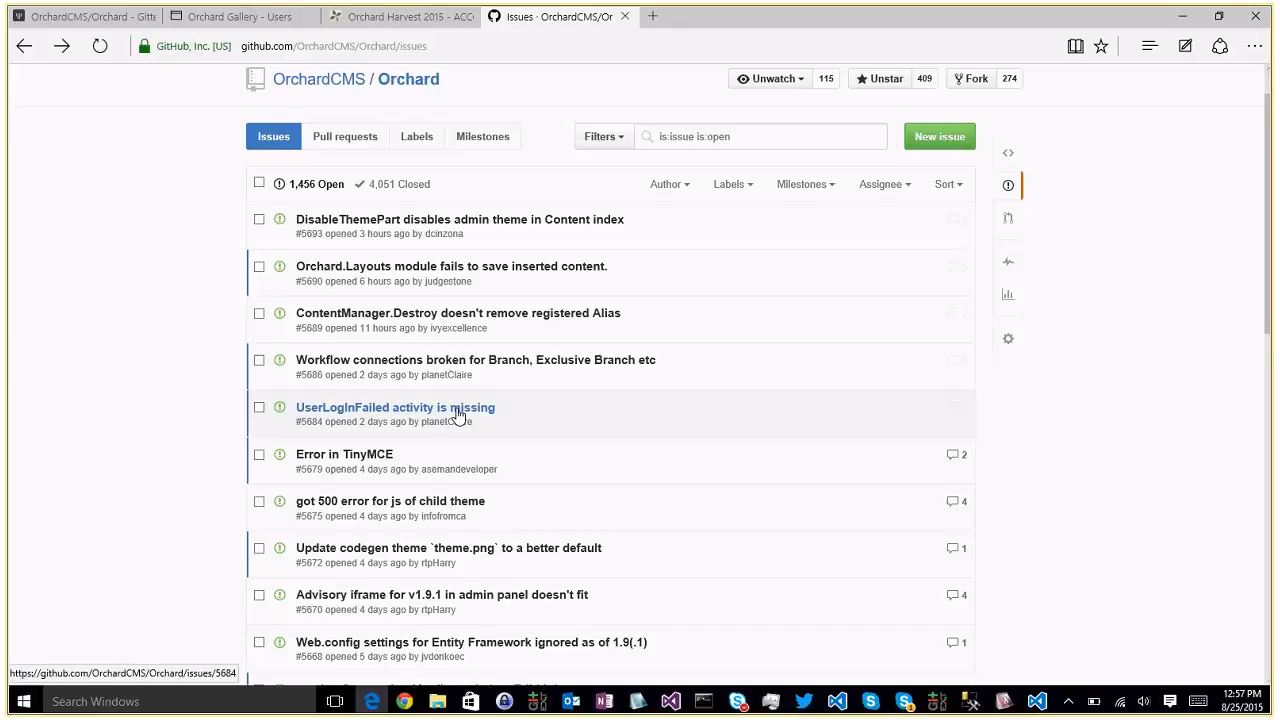 OrchardCMS/Orchard - Gitte
Orchard Gallery - Users
Orchard Harvest 2015 - ACCO
Issues · OrchardCMS/Or
GitHub, Inc. [US] github.com/OrchardCMS/Orchard/issues
OrchardCMS / Orchard
Unwatch 115
Unstar 409
Fork 274
Issues
Pull requests
Labels
Milestones
Filters
is:issue is:open
New issue
1,456 Open
4,051 Closed
Author
Labels
Milestones
Assignee
Sort
DisableThemePart disables admin theme in Content index
#5693 opened 3 hours ago by dcinzona
Orchard.Layouts module fails to save inserted content.
#5690 opened 6 hours ago by judgestone
ContentManager.Destroy doesn't remove registered Alias
#5689 opened 11 hours ago by ivyexcellence
Workflow connections broken for Branch, Exclusive Branch etc
#5686 opened 2 days ago by planetClaire
UserLogInFailed activity is missing
#5684 opened 2 days ago by planetClaire
Error in TinyMCE
2
#5679 opened 4 days ago by asemandeveloper
got 500 error for js of child theme
4
#5675 opened 4 days ago by infofromca
Update codegen theme `theme.png` to a better default
1
#5672 opened 4 days ago by rtpHarry
Advisory iframe for v1.9.1 in admin panel doesn't fit
4
#5670 opened 4 days ago by rtpHarry
Web.config settings for Entity Framework ignored as of 1.9(.1)
1
#5668 opened 5 days ago by jvdonkoec
https://github.com/OrchardCMS/Orchard/issues/5684
Search Windows
12:57 PM
8/25/2015